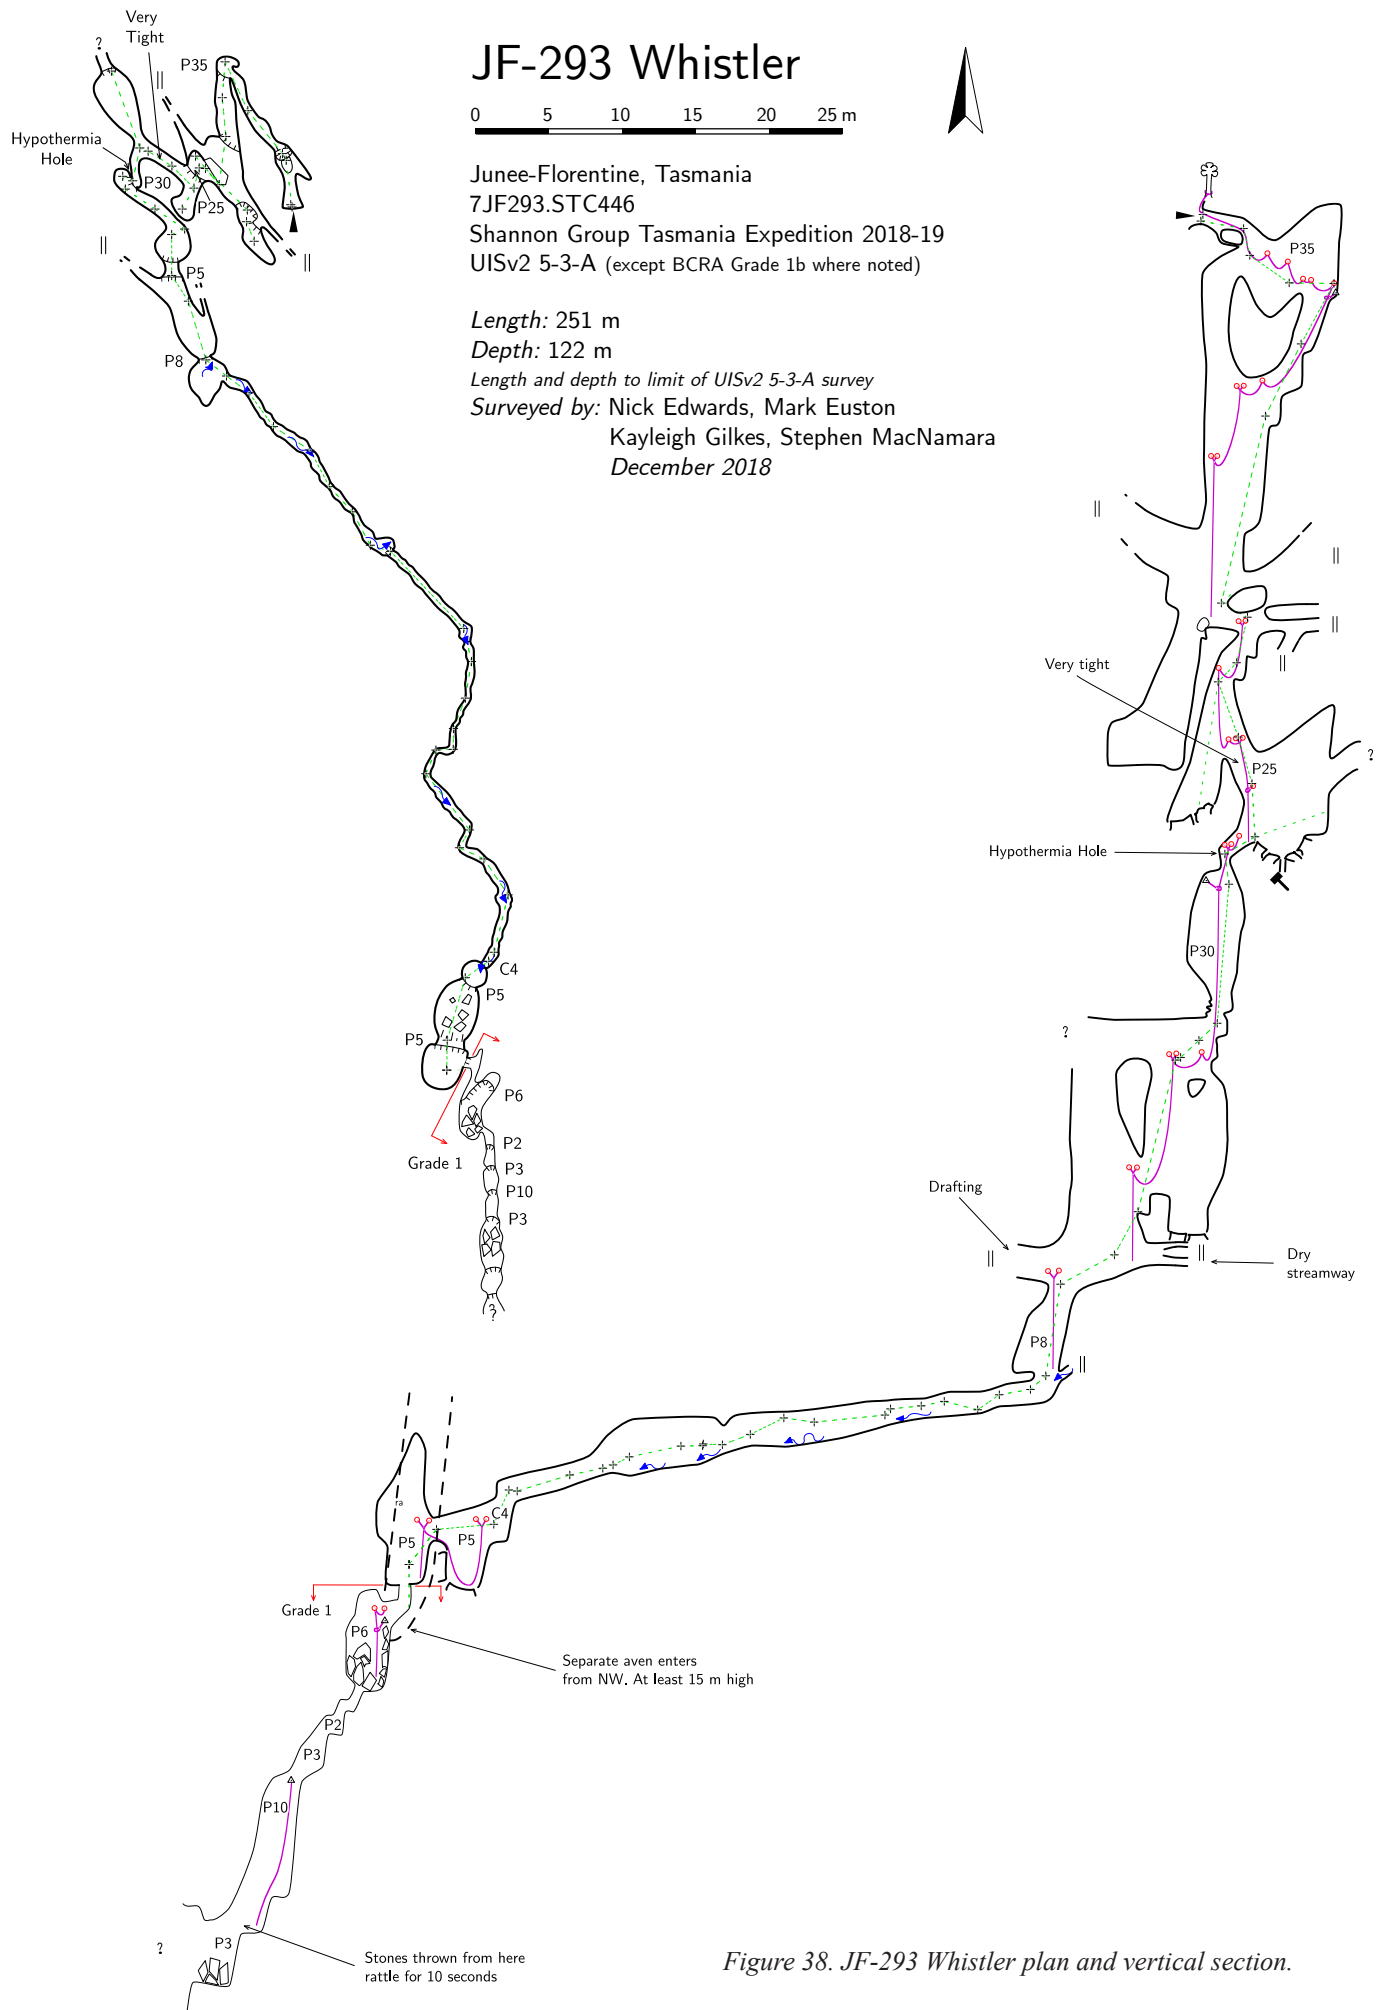 JF-293 Whistler
0 5 10 15 20 25 m
Junee-Florentine, Tasmania
7JF293.STC446
Shannon Group Tasmania Expedition 2018-19
UISv2 5-3-A (except BCRA Grade 1b where noted)
Length: 251 m
Depth: 122 m
Length and depth to limit of UISv2 5-3-A survey
Surveyed by: Nick Edwards, Mark Euston
Kayleigh Gilkes, Stephen MacNamara
December 2018
Very
Tight
?
P35
Hypothermia
Hole
P30
P25
P5
P8
C4
P5
P5
P6
Grade 1
P2
P3
P10
P3
?
P35
Very tight
?
P25
Hypothermia Hole
P30
?
Drafting
Dry
streamway
P8
C4
ra
P5
P5
Grade 1
P6
Separate aven enters
from NW. At least 15 m high
P2
P3
P10
P3
?
Stones thrown from here
rattle for 10 seconds
Figure 38. JF-293 Whistler plan and vertical section.